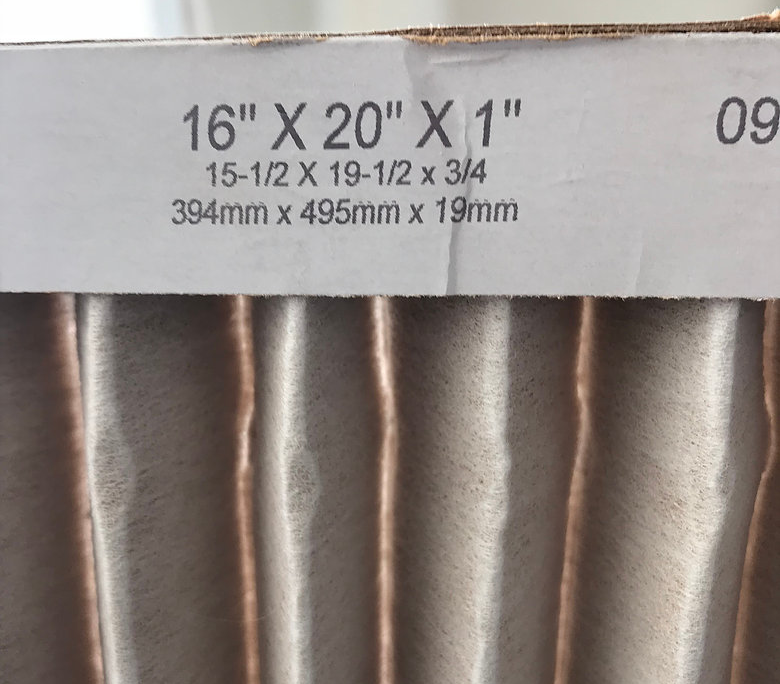 16" X 20" X 1"
09
15-1/2 X 19-1/2 x 3/4
394mm x 495mm x 19mm